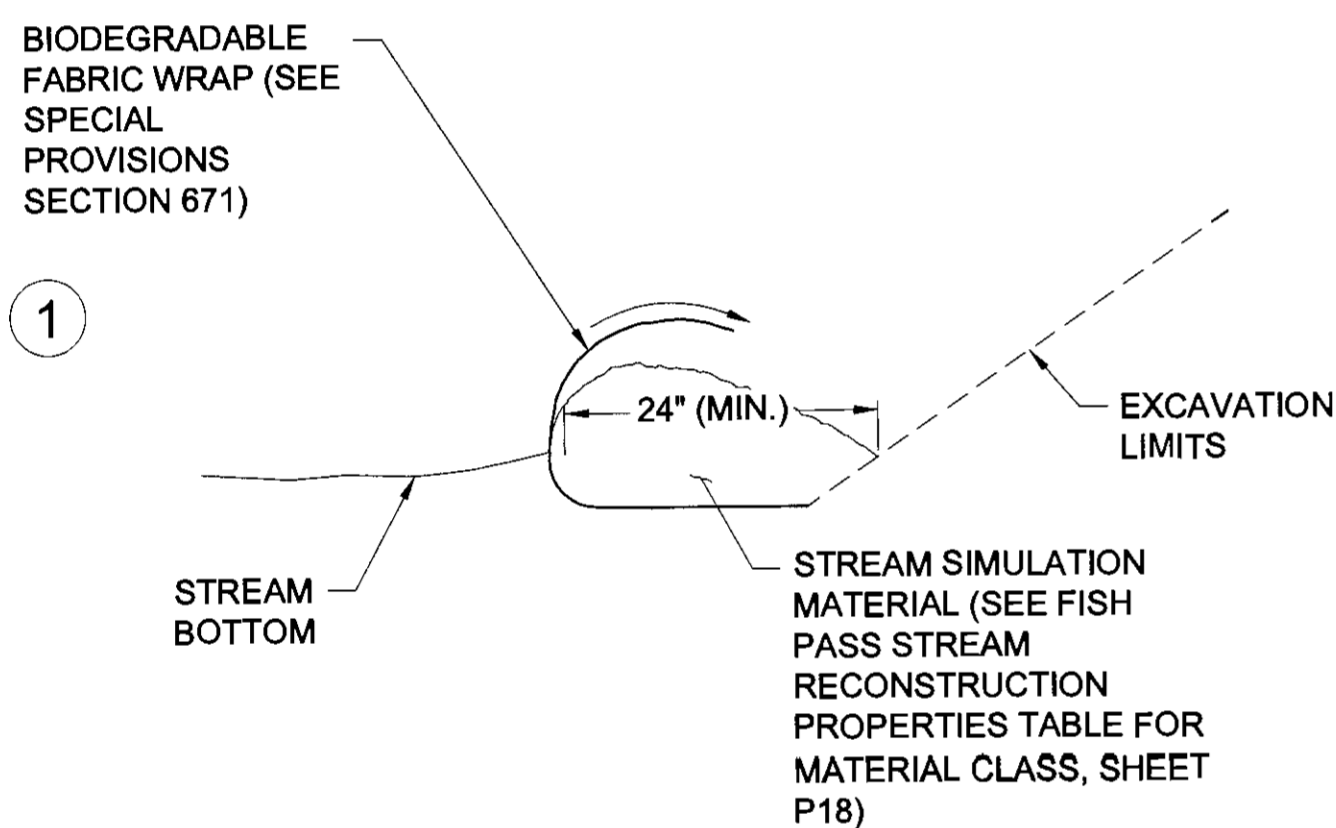 BIODEGRADABLE
FABRIC WRAP (SEE
SPECIAL
PROVISIONS
SECTION 671)
1
24" (MIN.)
EXCAVATION
LIMITS
STREAM
BOTTOM
STREAM SIMULATION
MATERIAL (SEE FISH
PASS STREAM
RECONSTRUCTION
PROPERTIES TABLE FOR
MATERIAL CLASS, SHEET
P18)